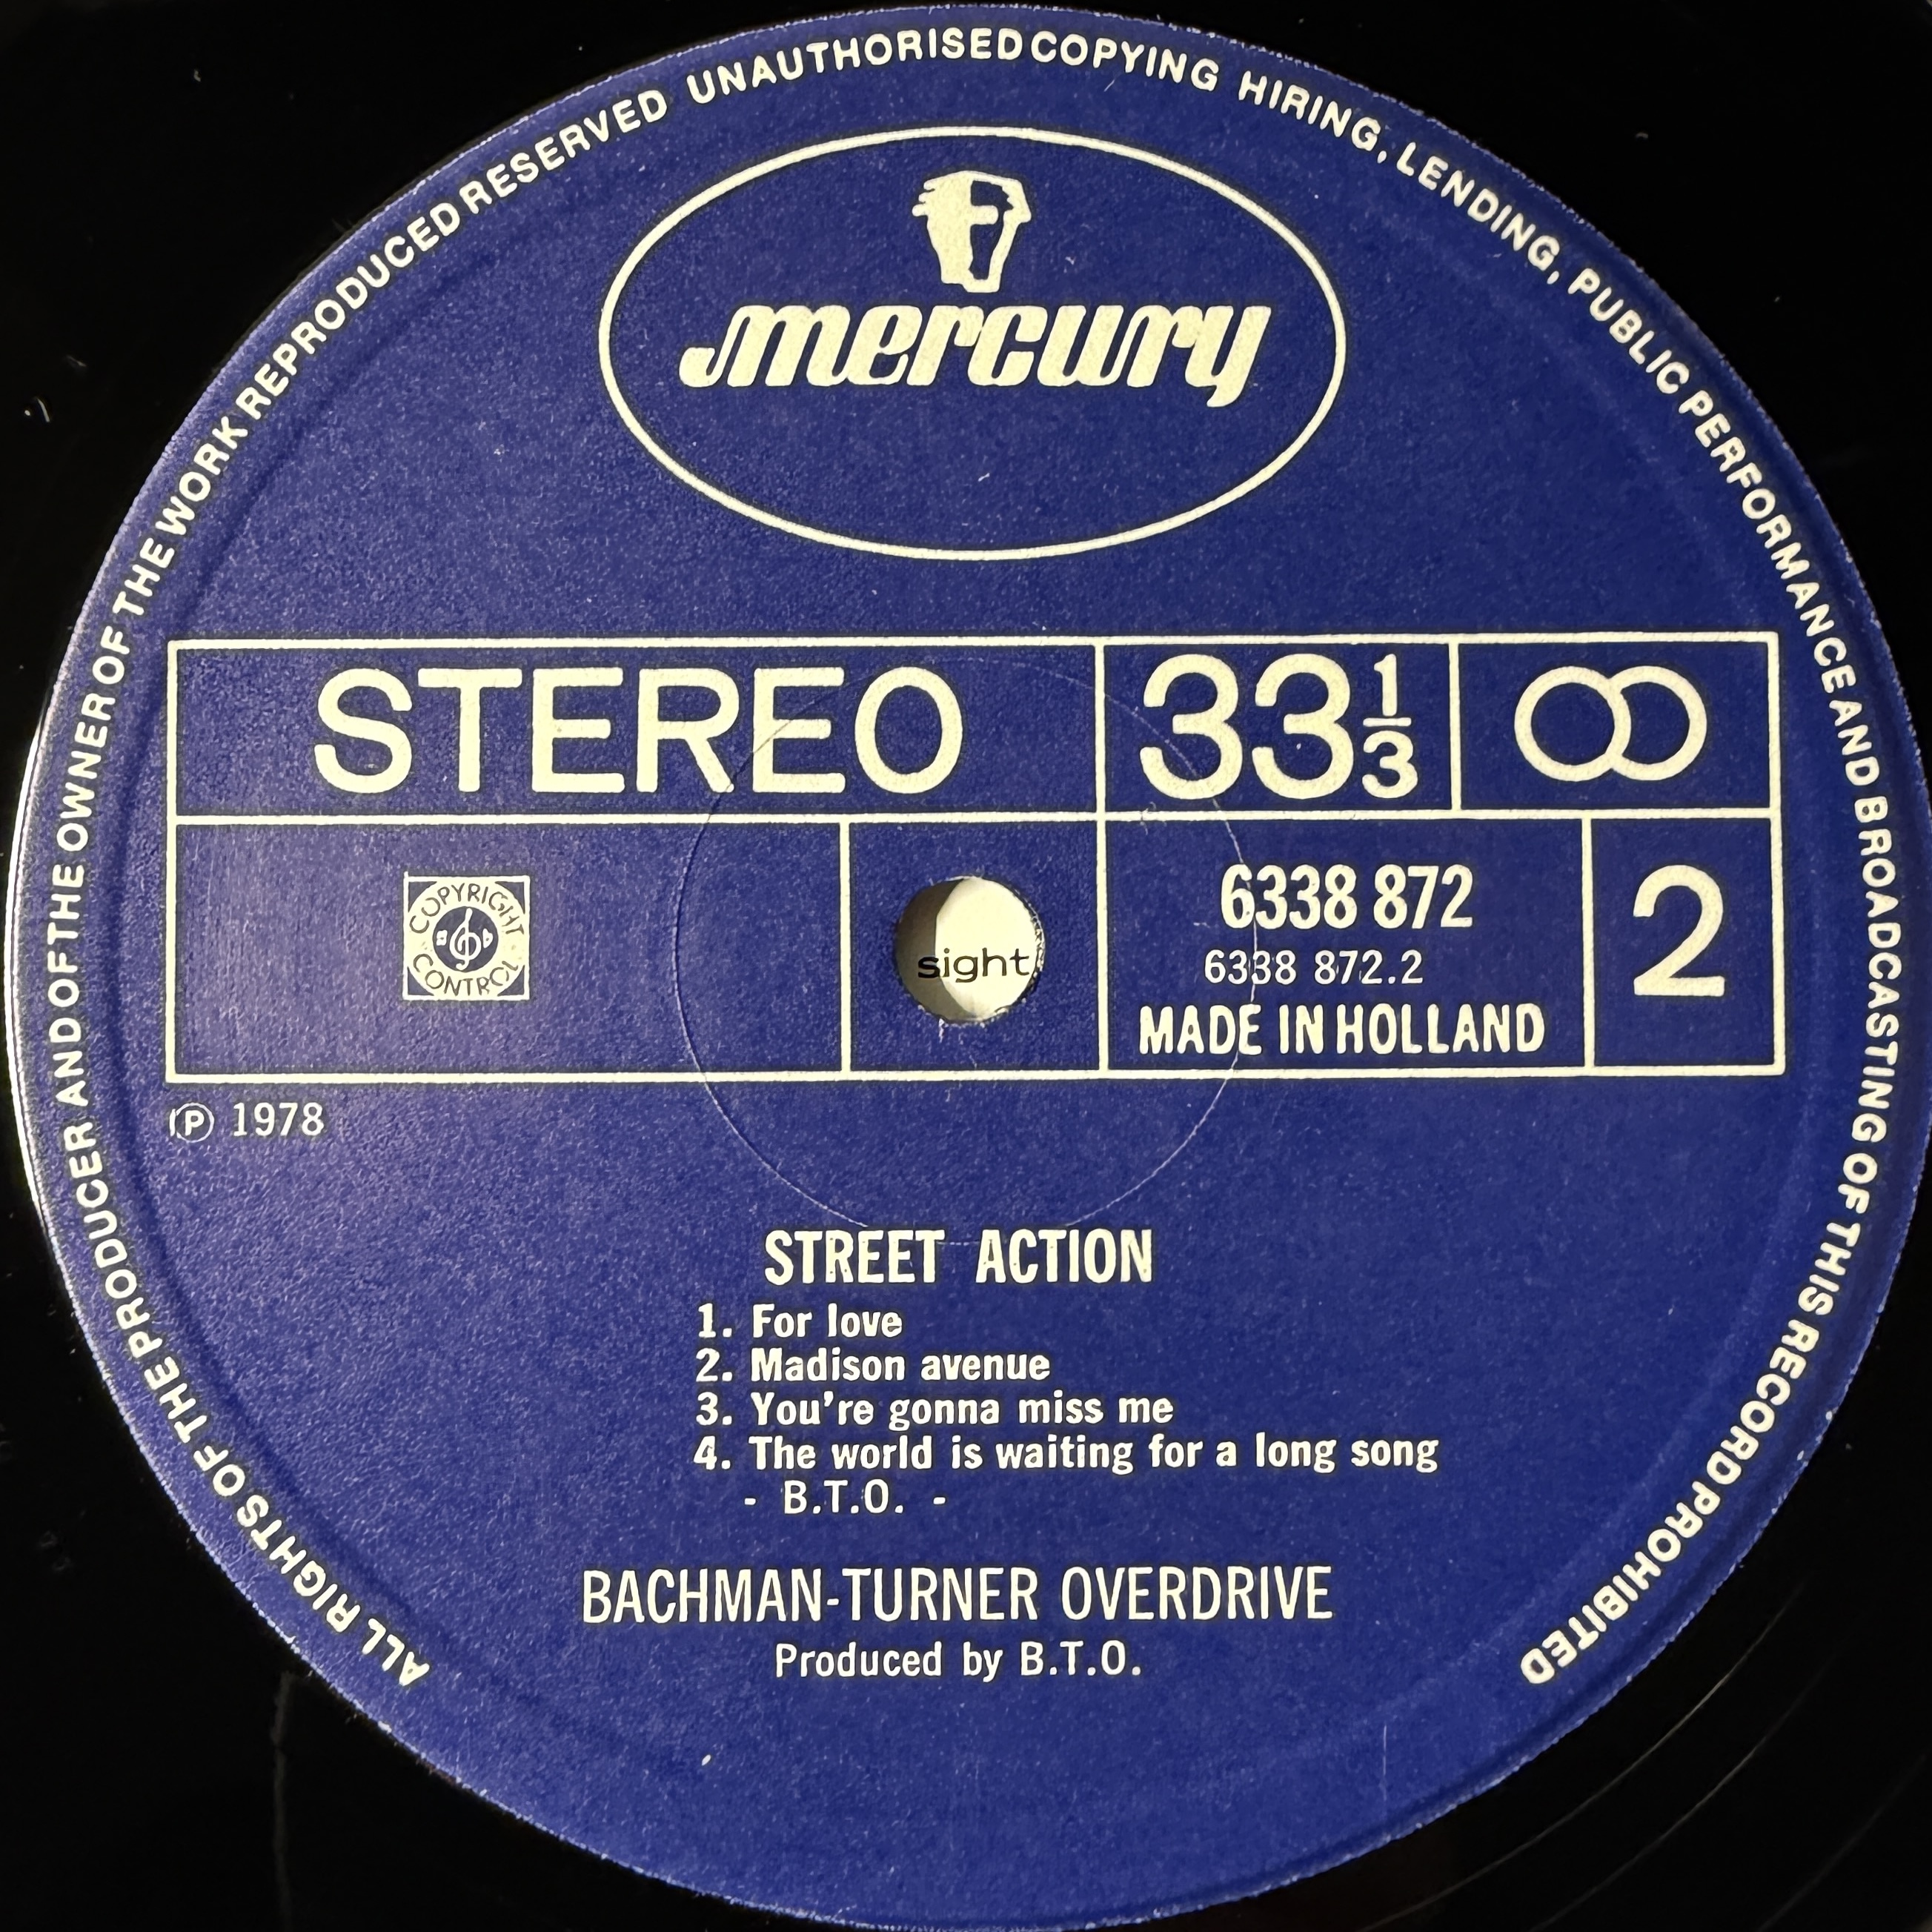 ALL RIGHTS OF THE PRODUCER AND OF THE OWNER OF THE WORK REPRODUCED RESERVED UNAUTHORISED COPYING HIRING, LENDING, PUBLIC PERFORMANCE AND BROADCASTING OF THIS RECORD PROHIBITED
mercury
STEREO
33 1/3
COPYRIGHT
CONTROL
sight
6338 872
6338 872.2
MADE IN HOLLAND
2
℗ 1978
STREET ACTION
1. For love
2. Madison avenue
3. You're gonna miss me
4. The world is waiting for a long song
- B.T.O. -
BACHMAN-TURNER OVERDRIVE
Produced by B.T.O.